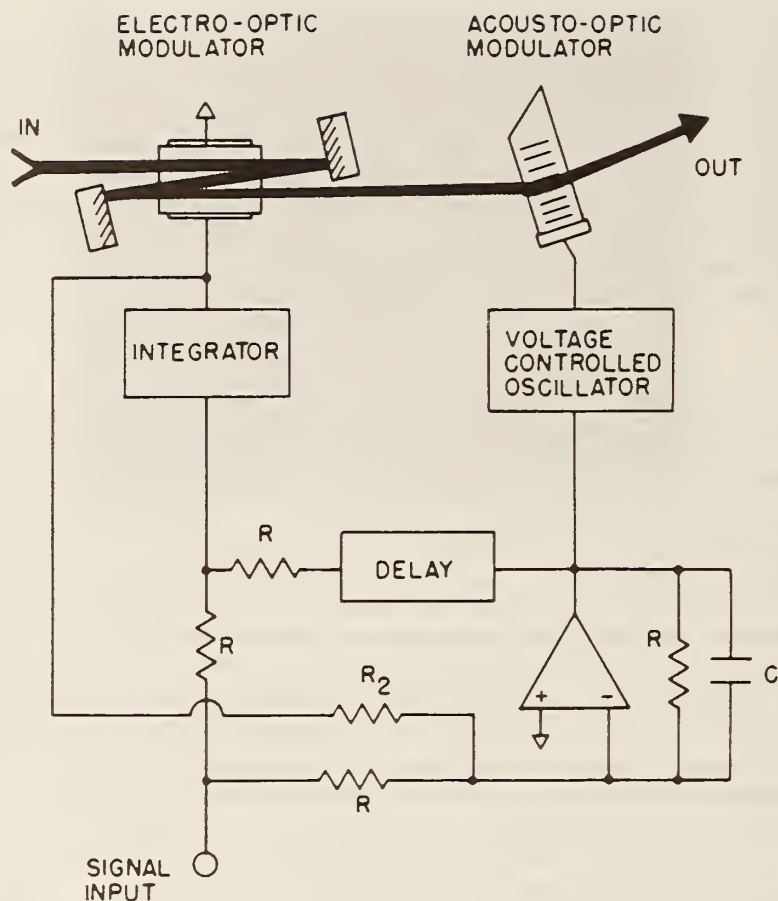 ELECTRO-OPTIC
MODULATOR
ACOUSTO-OPTIC
MODULATOR
IN
OUT
INTEGRATOR
VOLTAGE
CONTROLLED
OSCILLATOR
R
DELAY
R
R2
+
-
R
C
R
SIGNAL
INPUT